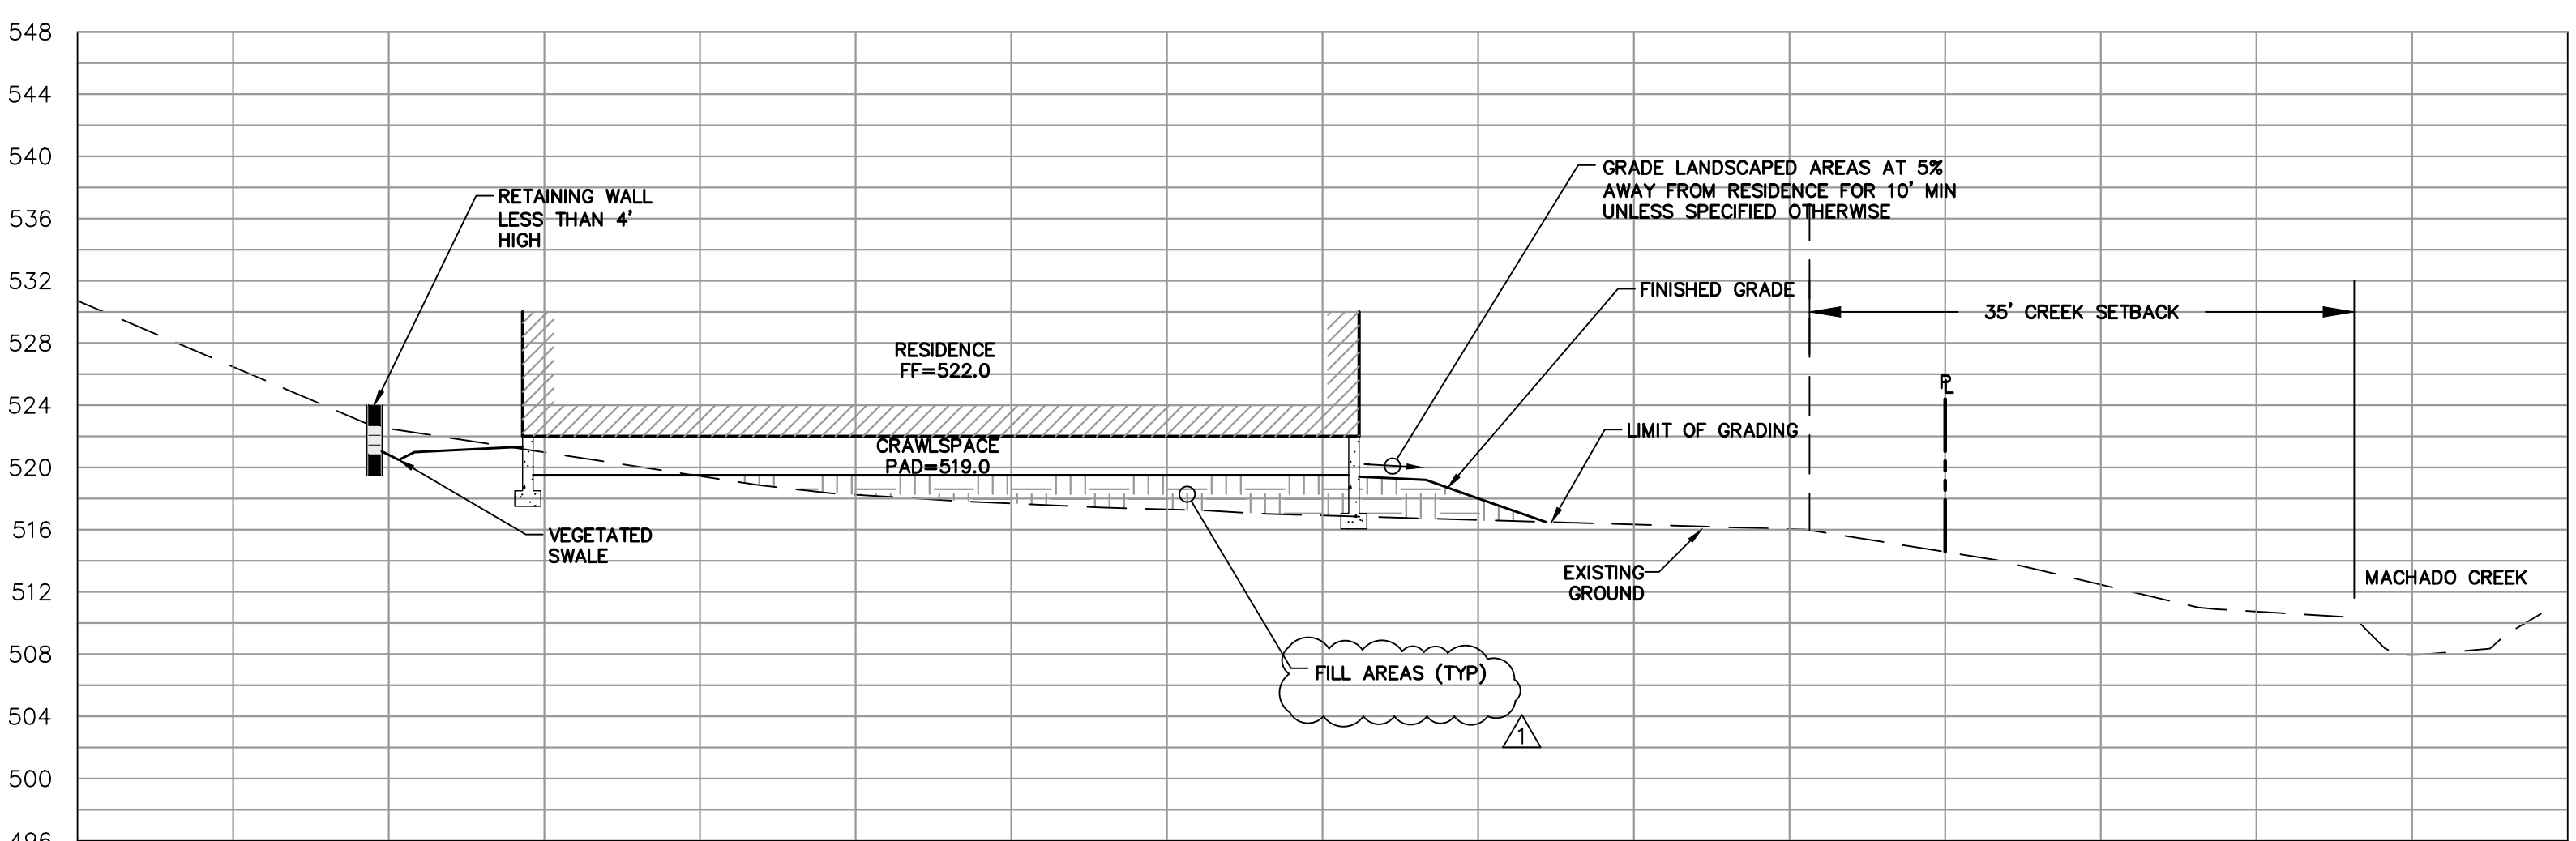 548
544
540
536
532
528
524
520
516
512
508
504
500
496
RETAINING WALL
LESS THAN 4'
HIGH
GRADE LANDSCAPED AREAS AT 5%
AWAY FROM RESIDENCE FOR 10' MIN
UNLESS SPECIFIED OTHERWISE
FINISHED GRADE
35' CREEK SETBACK
RESIDENCE
FF=522.0
PL
LIMIT OF GRADING
CRAWLSPACE
PAD=519.0
VEGETATED
SWALE
EXISTING
GROUND
MACHADO CREEK
FILL AREAS (TYP)
1